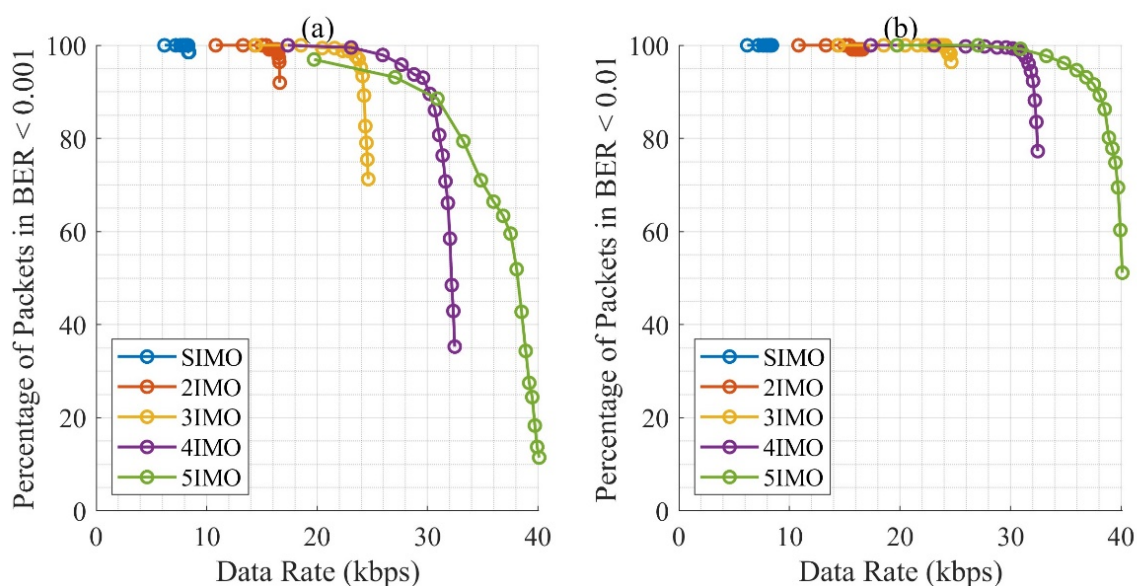 (a)
Percentage of Packets in BER < 0.001
100
80
60
40
20
0
SIMO
2IMO
3IMO
4IMO
5IMO
0 10 20 30 40
Data Rate (kbps)
(b)
Percentage of Packets in BER < 0.01
100
80
60
40
20
0
SIMO
2IMO
3IMO
4IMO
5IMO
0 10 20 30 40
Data Rate (kbps)